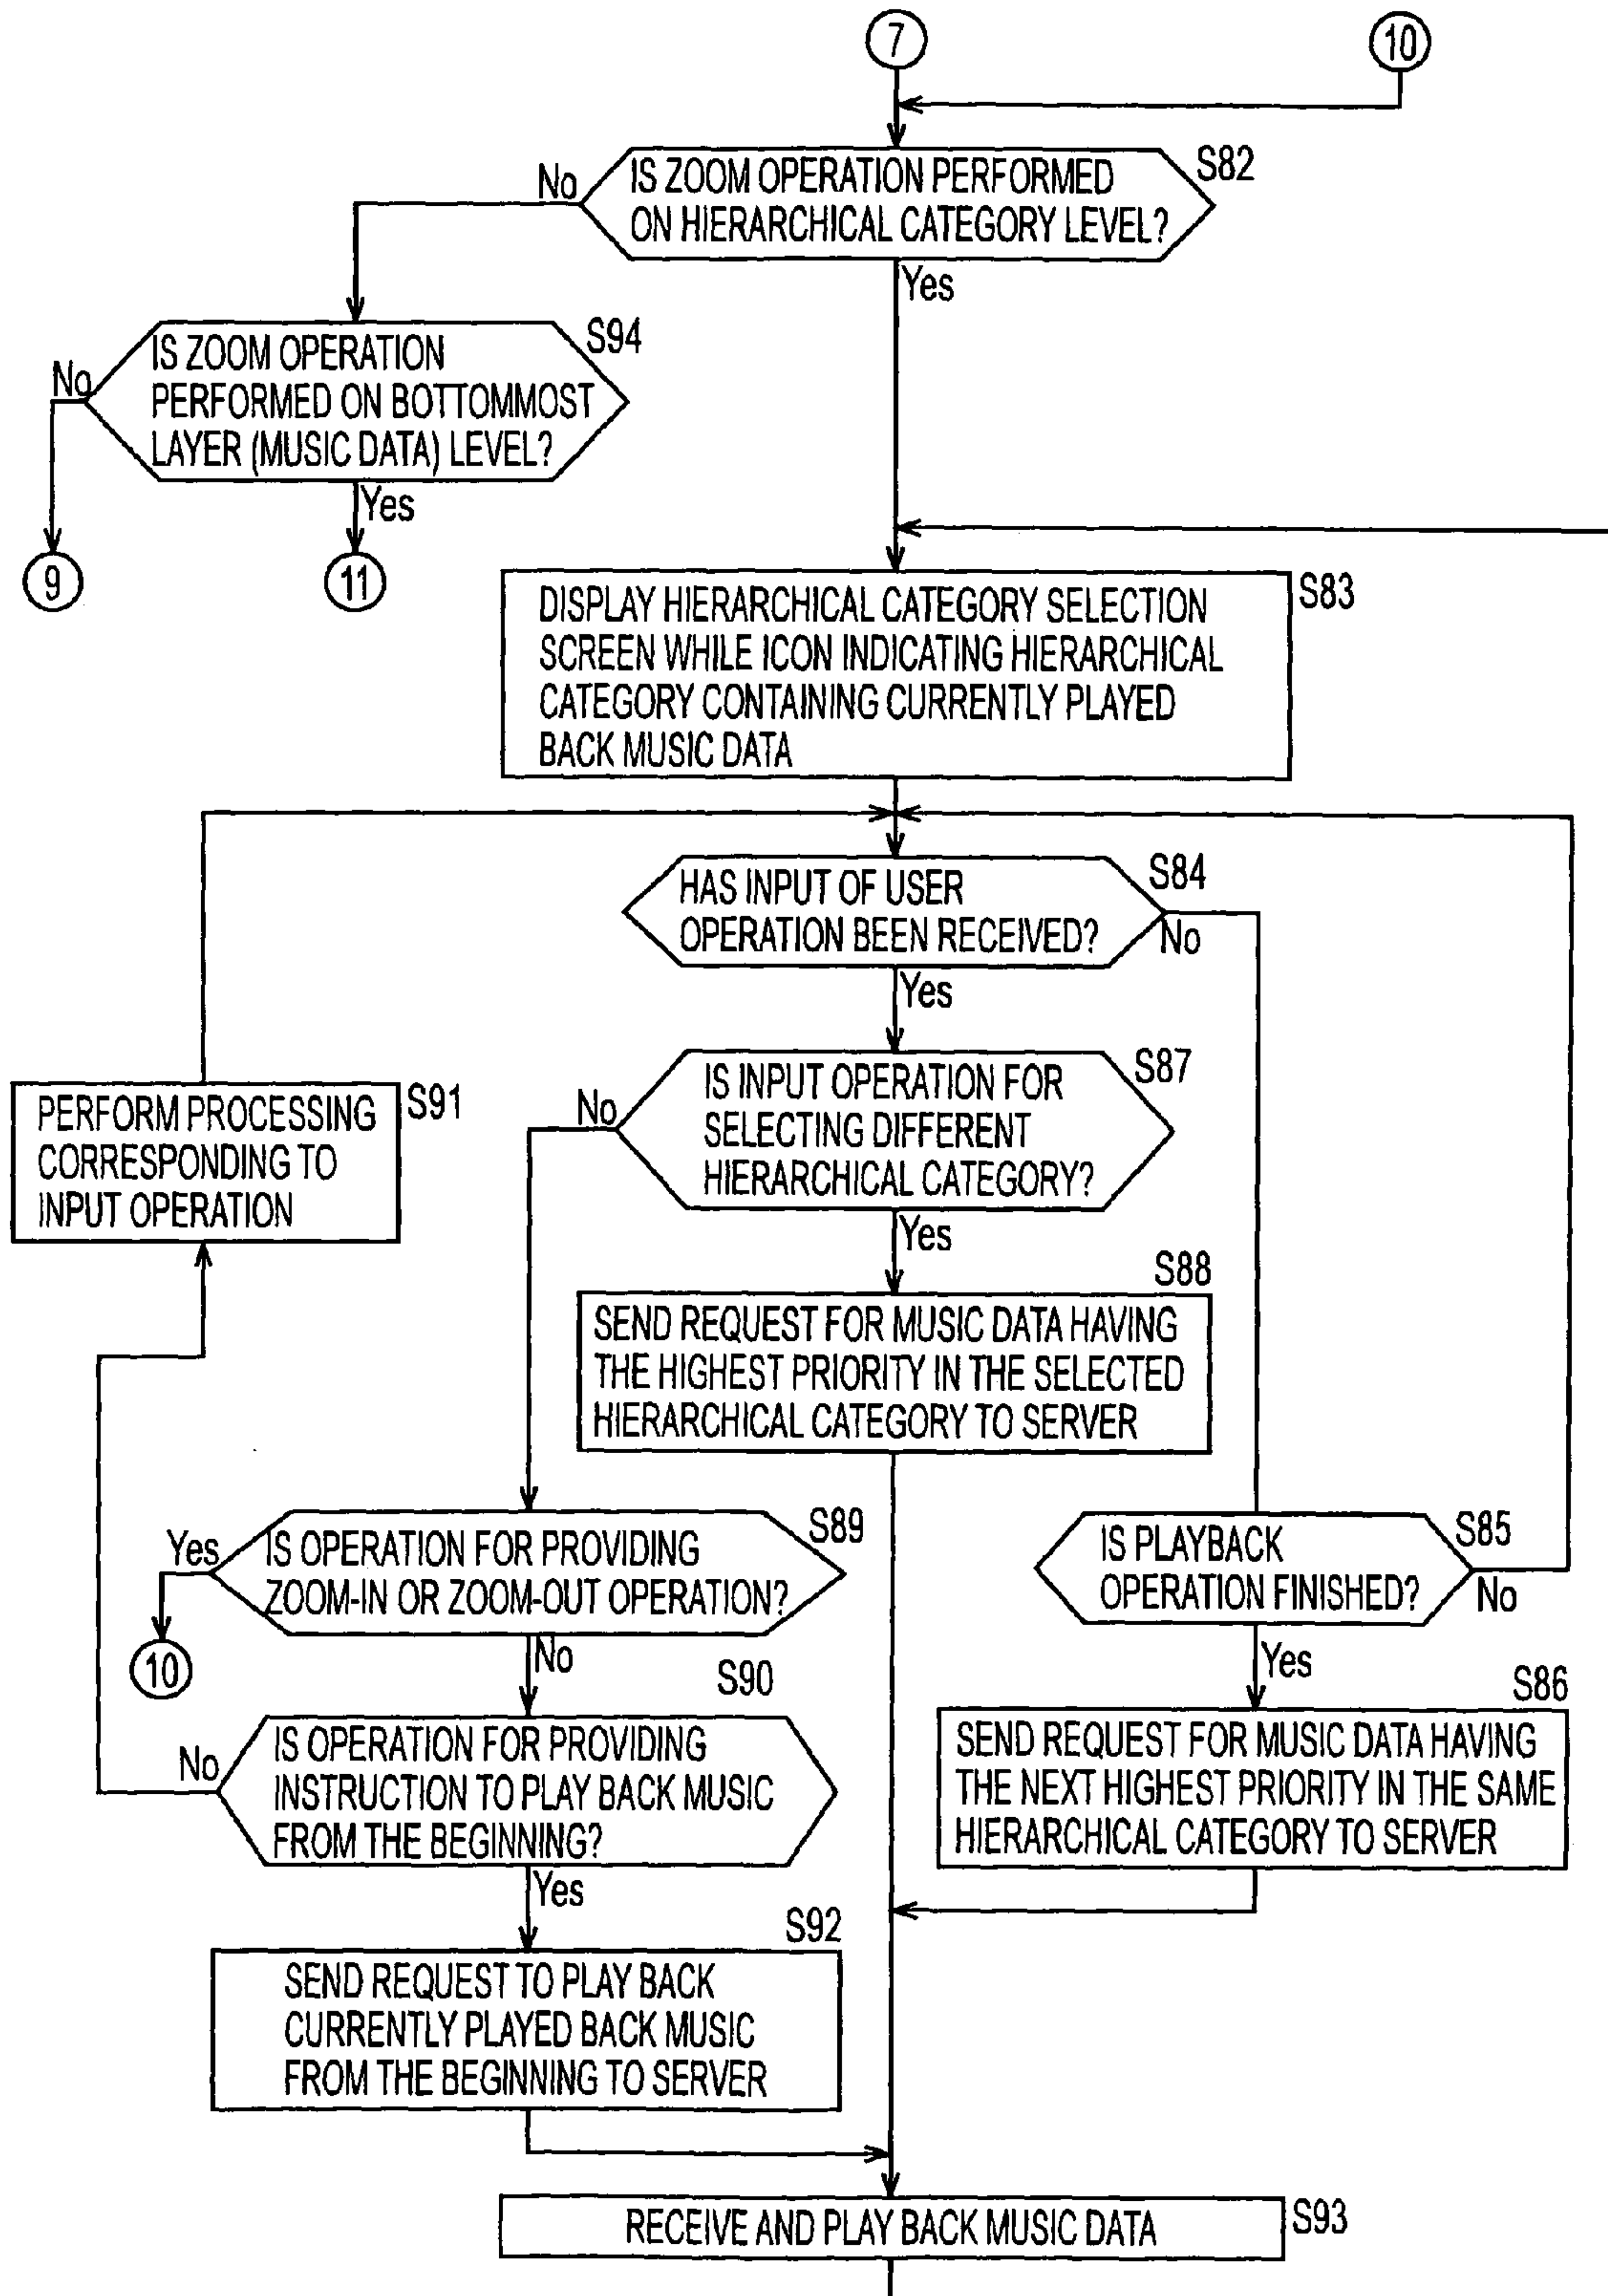 7
10
S82
No
IS ZOOM OPERATION PERFORMED
ON HIERARCHICAL CATEGORY LEVEL?
Yes
S94
No
IS ZOOM OPERATION
PERFORMED ON BOTTOMMOST
LAYER (MUSIC DATA) LEVEL?
Yes
9
11
S83
DISPLAY HIERARCHICAL CATEGORY SELECTION
SCREEN WHILE ICON INDICATING HIERARCHICAL
CATEGORY CONTAINING CURRENTLY PLAYED
BACK MUSIC DATA
S84
HAS INPUT OF USER
OPERATION BEEN RECEIVED?
No
Yes
S87
No
IS INPUT OPERATION FOR
SELECTING DIFFERENT
HIERARCHICAL CATEGORY?
Yes
S91
PERFORM PROCESSING
CORRESPONDING TO
INPUT OPERATION
S88
SEND REQUEST FOR MUSIC DATA HAVING
THE HIGHEST PRIORITY IN THE SELECTED
HIERARCHICAL CATEGORY TO SERVER
S89
Yes
IS OPERATION FOR PROVIDING
ZOOM-IN OR ZOOM-OUT OPERATION?
10
No
S85
IS PLAYBACK
OPERATION FINISHED?
No
Yes
S90
No
IS OPERATION FOR PROVIDING
INSTRUCTION TO PLAY BACK MUSIC
FROM THE BEGINNING?
Yes
S86
SEND REQUEST FOR MUSIC DATA HAVING
THE NEXT HIGHEST PRIORITY IN THE SAME
HIERARCHICAL CATEGORY TO SERVER
S92
SEND REQUEST TO PLAY BACK
CURRENTLY PLAYED BACK MUSIC
FROM THE BEGINNING TO SERVER
RECEIVE AND PLAY BACK MUSIC DATA
S93